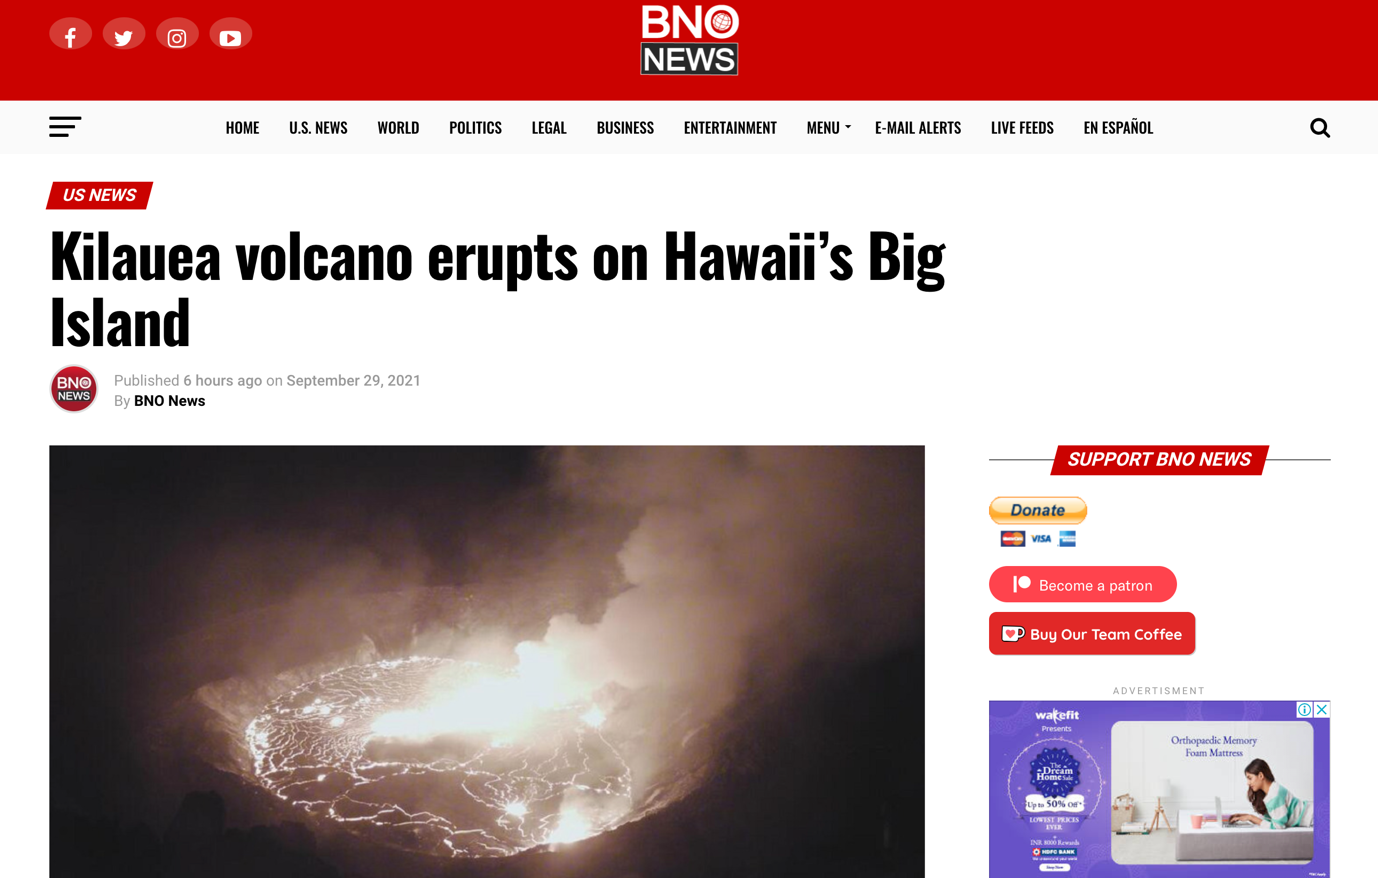 BNO
NEWS
HOME U.S. NEWS WORLD POLITICS LEGAL BUSINESS ENTERTAINMENT MENU E-MAIL ALERTS LIVE FEEDS EN ESPAÑOL
US NEWS
Kilauea volcano erupts on Hawaii’s Big
Island
BNO
NEWS
Published 6 hours ago on September 29, 2021
By BNO News
SUPPORT BNO NEWS
Donate
VISA
Become a patron
Buy Our Team Coffee
ADVERTISMENT
wakefit
Presents
The
Dream
Home Sale
Up to 50% Off*
LOWEST PRICES
EVER
INR 8000 Rewards
HDFC BANK
Shop Now
Orthopaedic Memory
Foam Mattress